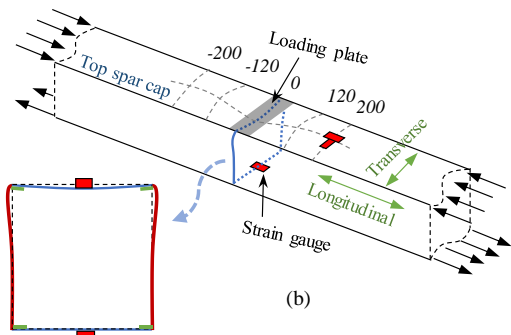 Loading plate
-200
-120
0
Top spar cap
120
200
Transverse
Longitudinal
Strain gauge
(b)